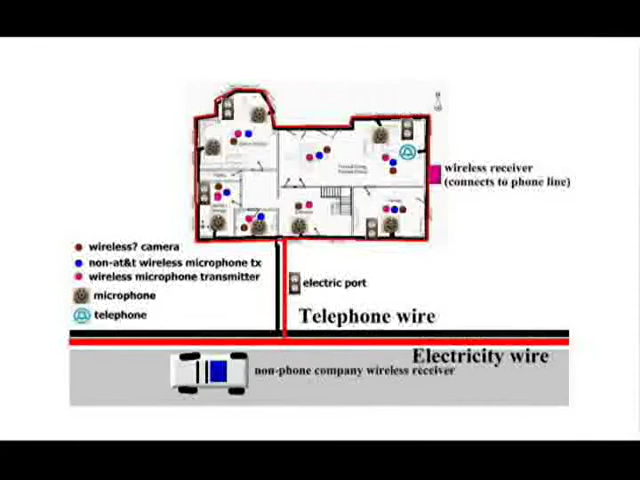 wireless receiver
(connects to phone line)
wireless? camera
non-at&t wireless microphone tx
wireless microphone transmitter
microphone
telephone
electric port
Telephone wire
Electricity wire
non-phone company wireless receiver